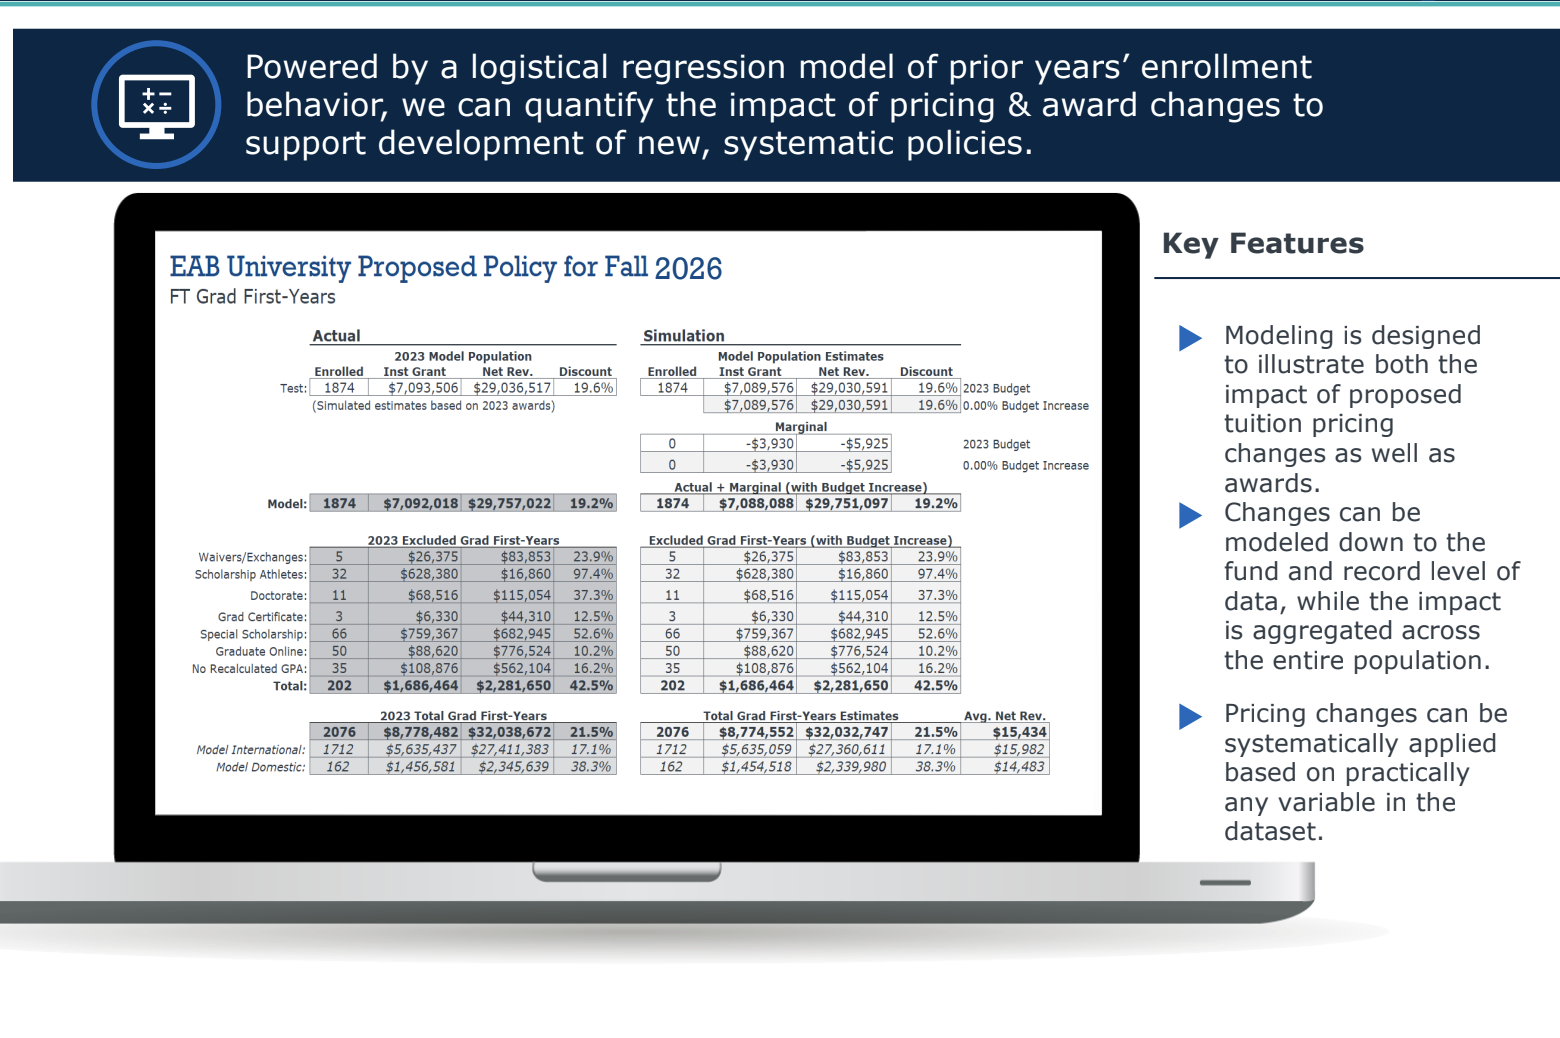 Powered by a logistical regression model of prior years’ enrollment
behavior, we can quantify the impact of pricing & award changes to
support development of new, systematic policies.
EAB University Proposed Policy for Fall 2026
FT Grad First-Years
Actual
2023 Model Population
Enrolled Inst Grant Net Rev. Discount
Test: 1874 $7,093,506 $29,036,517 19.6%
(Simulated estimates based on 2023 awards)
Model: 1874 $7,092,018 $29,757,022 19.2%
2023 Excluded Grad First-Years
Waivers/Exchanges: 5 $26,375 $83,853 23.9%
Scholarship Athletes: 32 $628,380 $16,860 97.4%
Doctorate: 11 $68,516 $115,054 37.3%
Grad Certificate: 3 $6,330 $44,310 12.5%
Special Scholarship: 66 $759,367 $682,945 52.6%
Graduate Online: 50 $88,620 $776,524 10.2%
No Recalculated GPA: 35 $108,876 $562,104 16.2%
Total: 202 $1,686,464 $2,281,650 42.5%
2023 Total Grad First-Years
2076 $8,778,482 $32,038,672 21.5%
Model International: 1712 $5,635,437 $27,411,383 17.1%
Model Domestic: 162 $1,456,581 $2,345,639 38.3%
Simulation
Model Population Estimates
Enrolled Inst Grant Net Rev. Discount
1874 $7,089,576 $29,030,591 19.6% 2023 Budget
$7,089,576 $29,030,591 19.6% 0.00% Budget Increase
Marginal
0 -$3,930 -$5,925 2023 Budget
0 -$3,930 -$5,925 0.00% Budget Increase
Actual + Marginal (with Budget Increase)
1874 $7,088,088 $29,751,097 19.2%
Excluded Grad First-Years (with Budget Increase)
5 $26,375 $83,853 23.9%
32 $628,380 $16,860 97.4%
11 $68,516 $115,054 37.3%
3 $6,330 $44,310 12.5%
66 $759,367 $682,945 52.6%
50 $88,620 $776,524 10.2%
35 $108,876 $562,104 16.2%
202 $1,686,464 $2,281,650 42.5%
Total Grad First-Years Estimates Avg. Net Rev.
2076 $8,774,552 $32,032,747 21.5% $15,434
1712 $5,635,059 $27,360,611 17.1% $15,982
162 $1,454,518 $2,339,980 38.3% $14,483
Key Features
Modeling is designed
to illustrate both the
impact of proposed
tuition pricing
changes as well as
awards.
Changes can be
modeled down to the
fund and record level of
data, while the impact
is aggregated across
the entire population.
Pricing changes can be
systematically applied
based on practically
any variable in the
dataset.